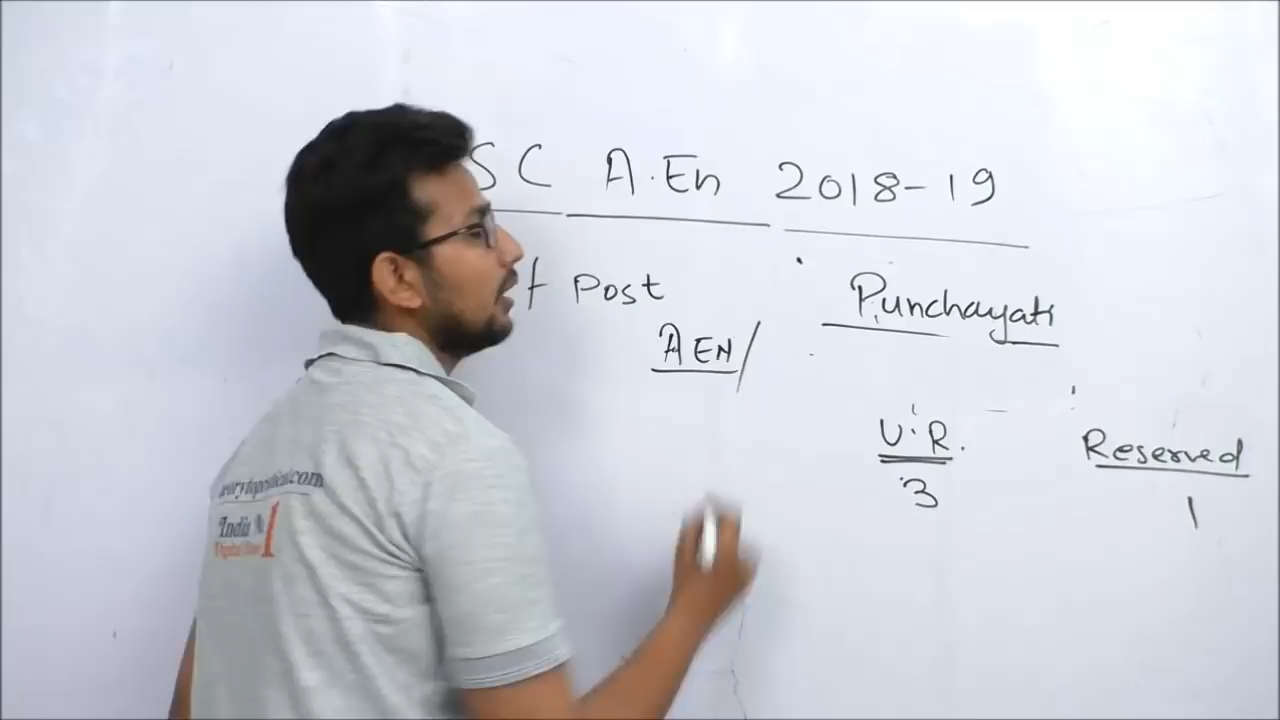 SC A.En 2018-19
Post Punchayati
AEN/
U.R. Reserved
3 1
India No 1